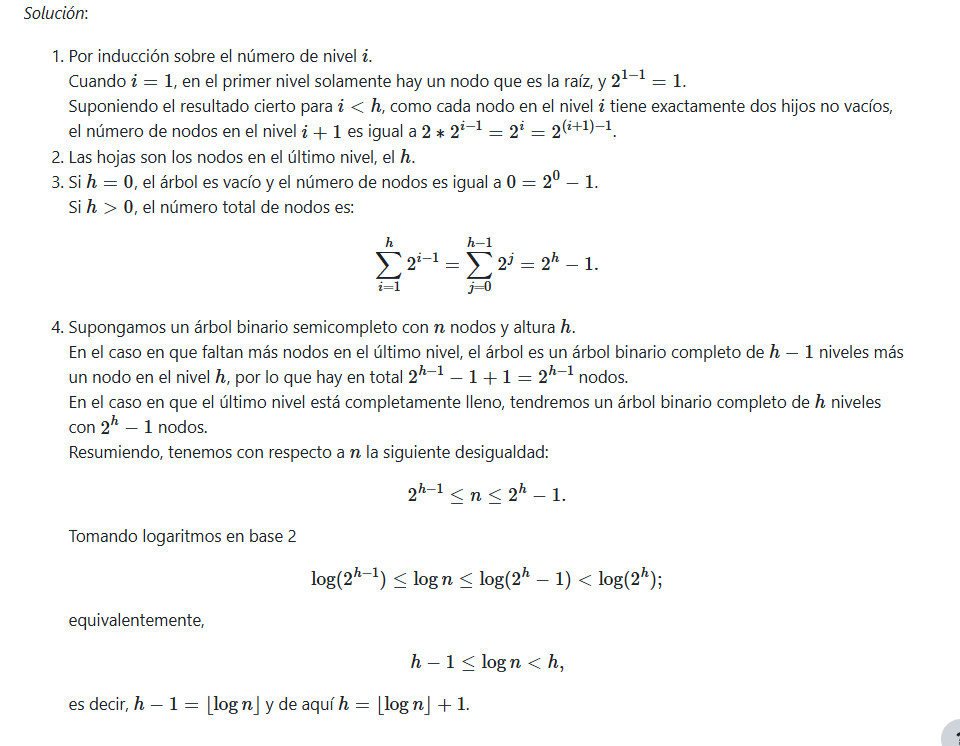 Solución:
1. Por inducción sobre el número de nivel i.
Cuando i = 1, en el primer nivel solamente hay un nodo que es la raíz, y 2^{1−1} = 1.
Suponiendo el resultado cierto para i < h, como cada nodo en el nivel i tiene exactamente dos hijos no vacíos,
el número de nodos en el nivel i + 1 es igual a 2 ∗ 2^{i−1} = 2^i = 2^{(i+1)−1}.
2. Las hojas son los nodos en el último nivel, el h.
3. Si h = 0, el árbol es vacío y el número de nodos es igual a 0 = 2^0 − 1.
Si h > 0, el número total de nodos es:
∑_{i=1}^{h} 2^{i−1} = ∑_{j=0}^{h−1} 2^j = 2^h − 1.
4. Supongamos un árbol binario semicompleto con n nodos y altura h.
En el caso en que faltan más nodos en el último nivel, el árbol es un árbol binario completo de h − 1 niveles más
un nodo en el nivel h, por lo que hay en total 2^{h−1} − 1 + 1 = 2^{h−1} nodos.
En el caso en que el último nivel está completamente lleno, tendremos un árbol binario completo de h niveles
con 2^h − 1 nodos.
Resumiendo, tenemos con respecto a n la siguiente desigualdad:
2^{h−1} ≤ n ≤ 2^h − 1.
Tomando logaritmos en base 2
log(2^{h−1}) ≤ log n ≤ log(2^h − 1) < log(2^h);
equivalentemente,
h − 1 ≤ log n < h,
es decir, h − 1 = ⌊log n⌋ y de aquí h = ⌊log n⌋ + 1.